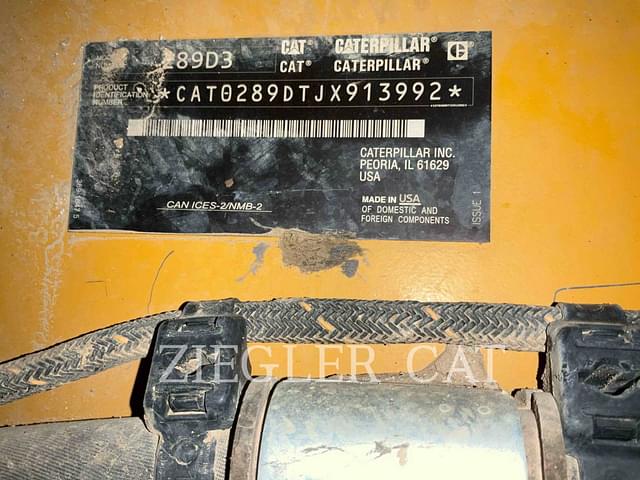 289D3
CAT® CATERPILLAR®
CAT® CATERPILLAR®
PRODUCT
IDENTIFICATION
NUMBER
*CAT0289DTJX913992*
CATERPILLAR INC.
PEORIA, IL 61629
USA
CAN ICES-2/NMB-2
MADE IN USA
OF DOMESTIC AND
FOREIGN COMPONENTS
ISSUE 1
ZIEGLER CAT